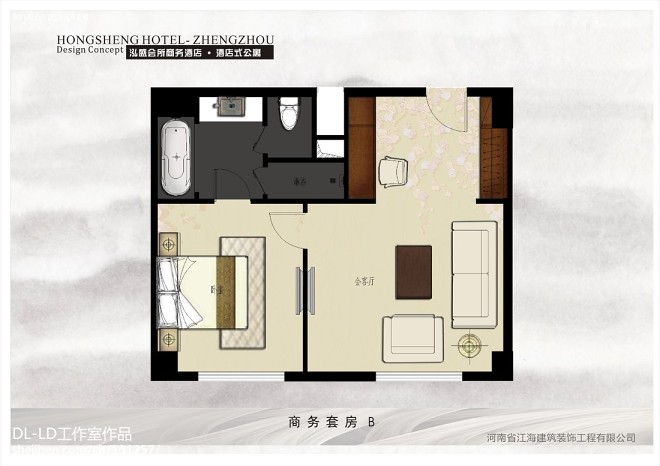 HONGSHENG HOTEL-ZHENGZHOU
Design Concept 泓盛会所商务酒店·酒店式公寓
淋浴
卧室
会客厅
商务套房 B
DL-LD工作室作品
河南省江海建筑装饰工程有限公司